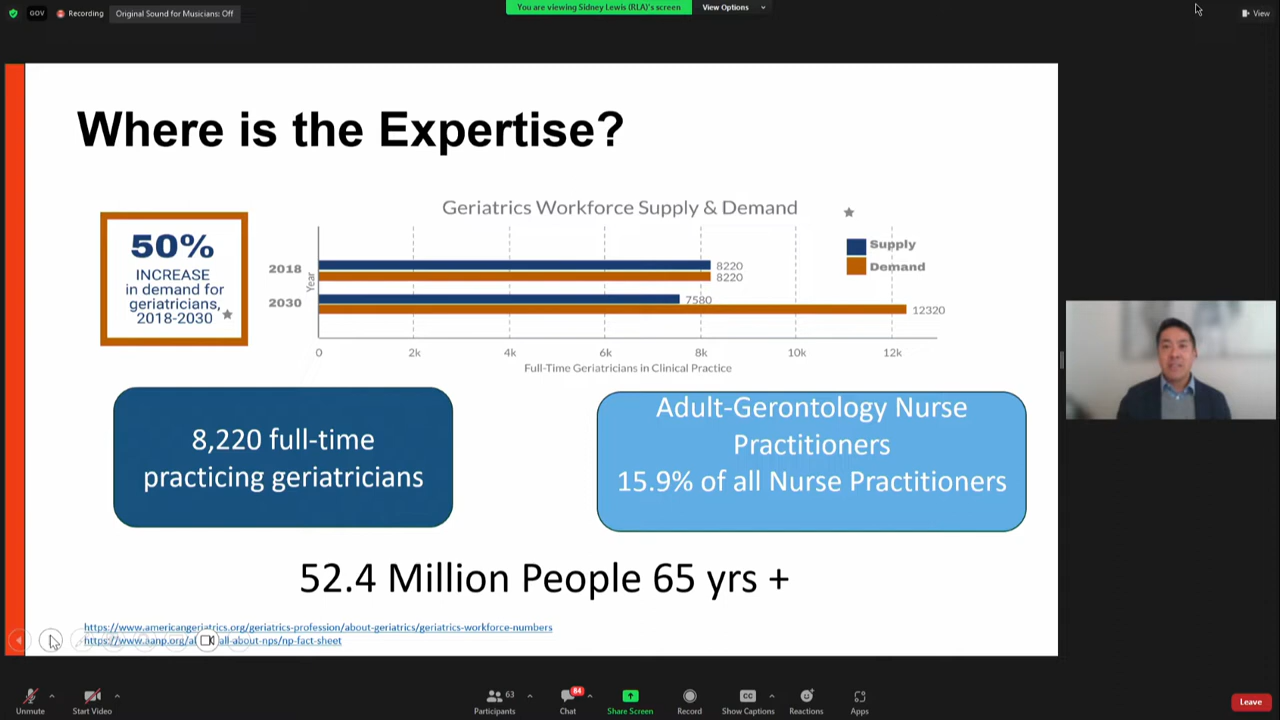 GOV
Recording
Original Sound for Musicians: Off
You are viewing Sidney Lewis (RLA)'s screen
View Options
View
Where is the Expertise?
50%
INCREASE
in demand for
geriatricians,
2018-2030
Geriatrics Workforce Supply & Demand
Supply
Demand
Year
2018
8220
8220
2030
7580
12320
0
2k
4k
6k
8k
10k
12k
Full-Time Geriatricians in Clinical Practice
8,220 full-time
practicing geriatricians
Adult-Gerontology Nurse
Practitioners
15.9% of all Nurse Practitioners
52.4 Million People 65 yrs +
https://www.americangeriatrics.org/geriatrics-profession/about-geriatrics/geriatrics-workforce-numbers
https://www.aanp.org/ all-about-nps/np-fact-sheet
Unmute
Start Video
63
Participants
84
Chat
Share Screen
Record
CC
Show Captions
Reactions
Apps
Leave